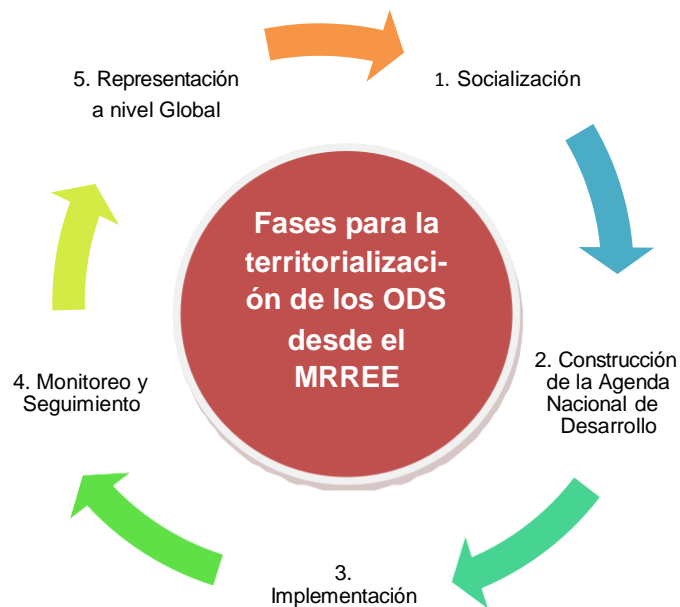 Fases para la
territorializaci-
ón de los ODS
desde el
MRREE
1. Socialización
2. Construcción
de la Agenda
Nacional de
Desarrollo
3.
Implementación
4. Monitoreo y
Seguimiento
5. Representación
a nivel Global